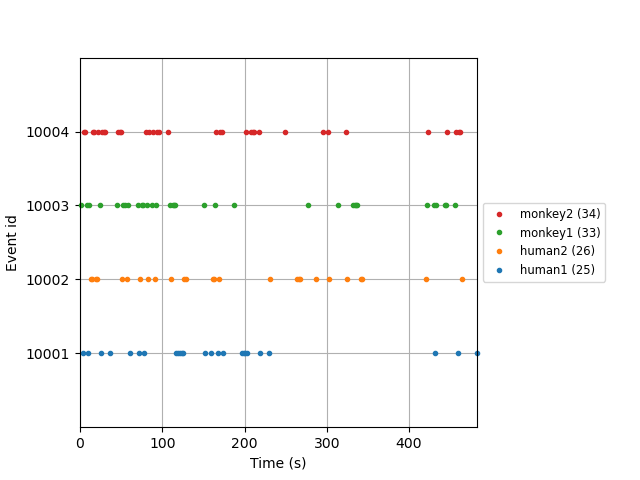 10004
10003
10002
10001
Event id
0 100 200 300 400
Time (s)
monkey2 (34)
monkey1 (33)
human2 (26)
human1 (25)